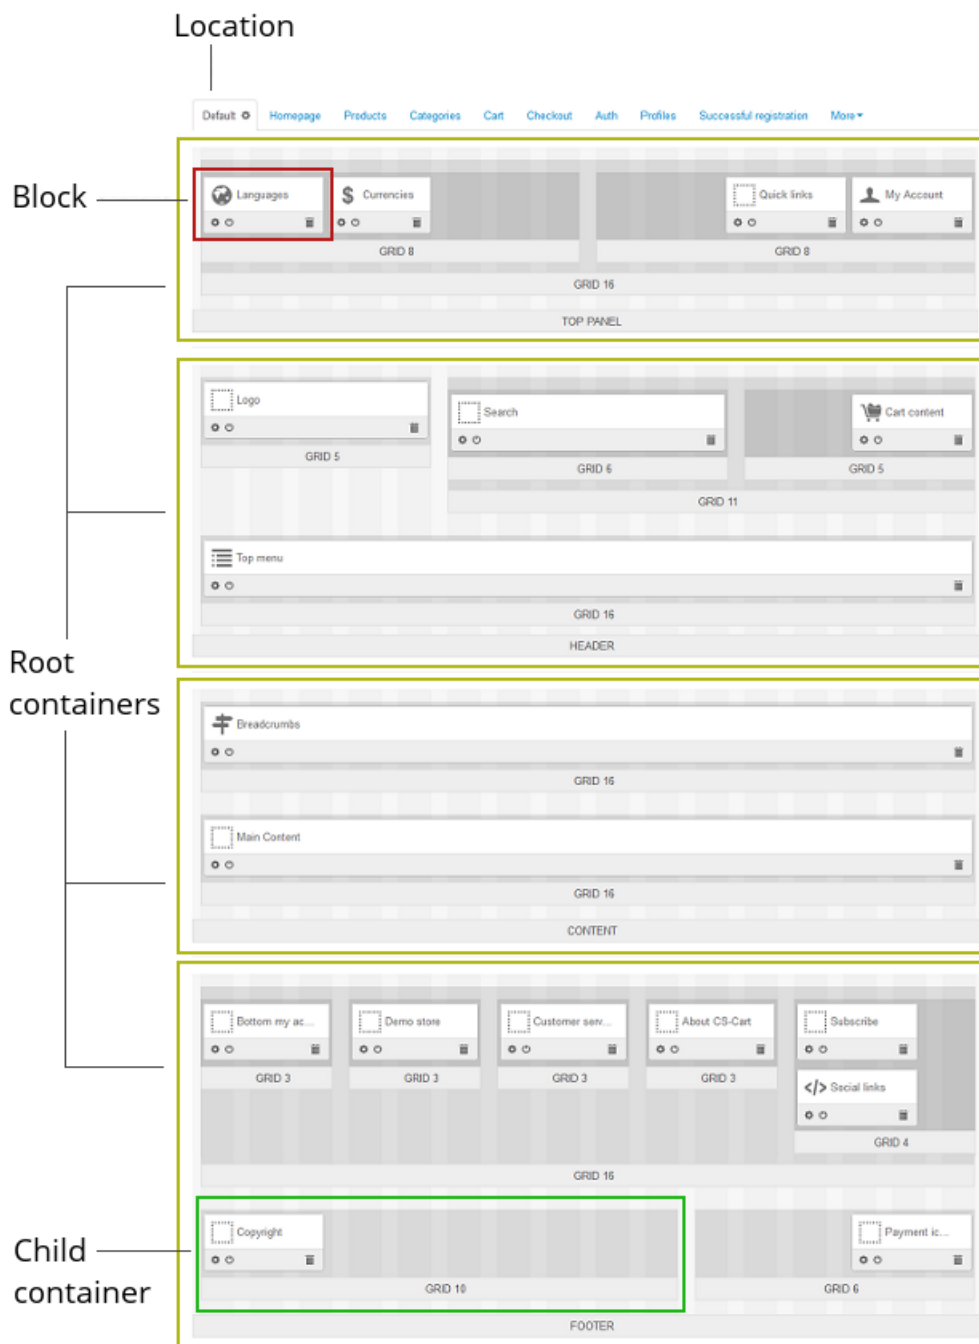 Location
Default Homepage Products Categories Cart Checkout Auth Profiles Successful registration More
Block
Languages Currencies Quick links My Account
GRID 8 GRID 8
GRID 16
TOP PANEL
Logo
Search Cart content
GRID 5
GRID 6 GRID 5
GRID 11
Top menu
GRID 16
HEADER
Root
containers
Breadcrumbs
GRID 16
Main Content
GRID 16
CONTENT
Bottom my ac... Demo store Customer serv... About CS-Cart Subscribe
GRID 3 GRID 3 GRID 3 GRID 3
</> Social links
GRID 4
GRID 16
Copyright Payment ic...
Child
container
GRID 10 GRID 6
FOOTER